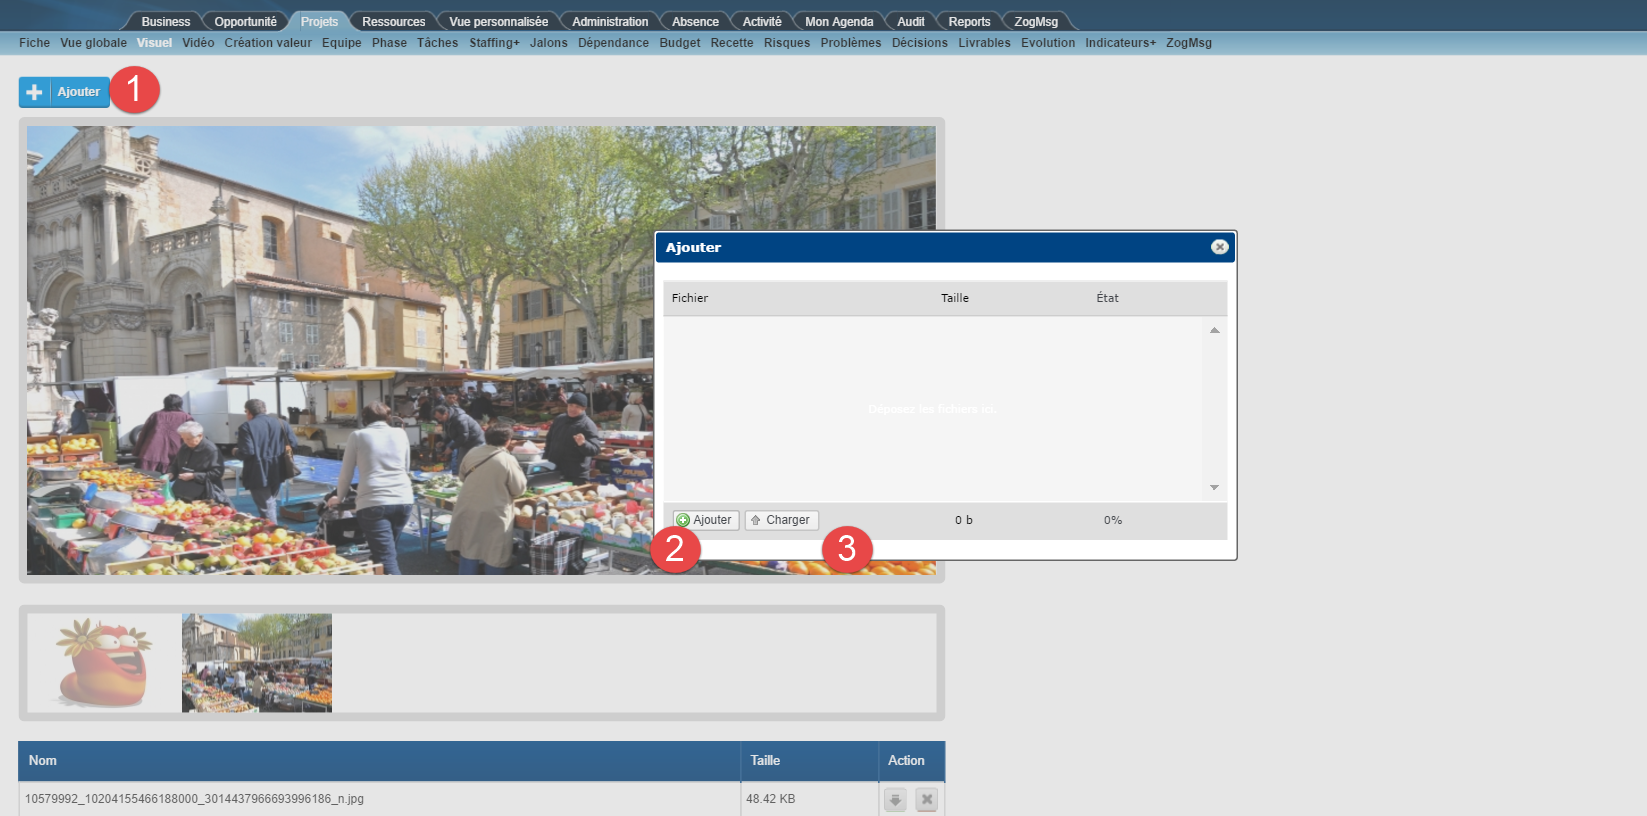 Business Opportunité Projets Ressources Vue personnalisée Administration Absence Activité Mon Agenda Audit Reports ZogMsg
Fiche Vue globale Visuel Vidéo Création valeur Equipe Phase Tâches Staffing+ Jalons Dépendance Budget Recette Risques Problèmes Décisions Livrables Evolution Indicateurs+ ZogMsg
Ajouter 1
Ajouter
Fichier Taille État
Déposez les fichiers ici.
Ajouter Charger 0 b 0%
2 3
Nom Taille Action
10579992_10204155466188000_3014437966693996186_n.jpg 48.42 KB